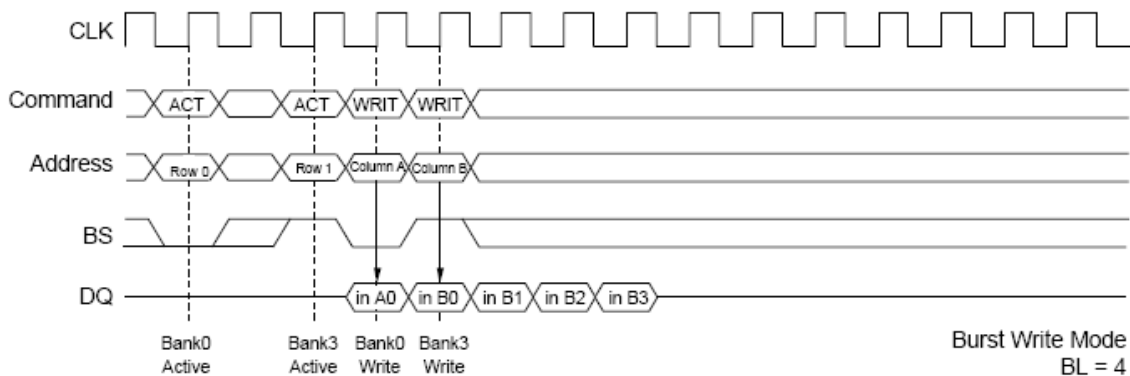 CLK
Command ACT ACT WRIT WRIT
Address Row 0 Row 1 Column A Column B
BS
DQ in A0 in B0 in B1 in B2 in B3
Bank0 Bank3 Bank0 Bank3
Active Active Write Write
Burst Write Mode
BL = 4